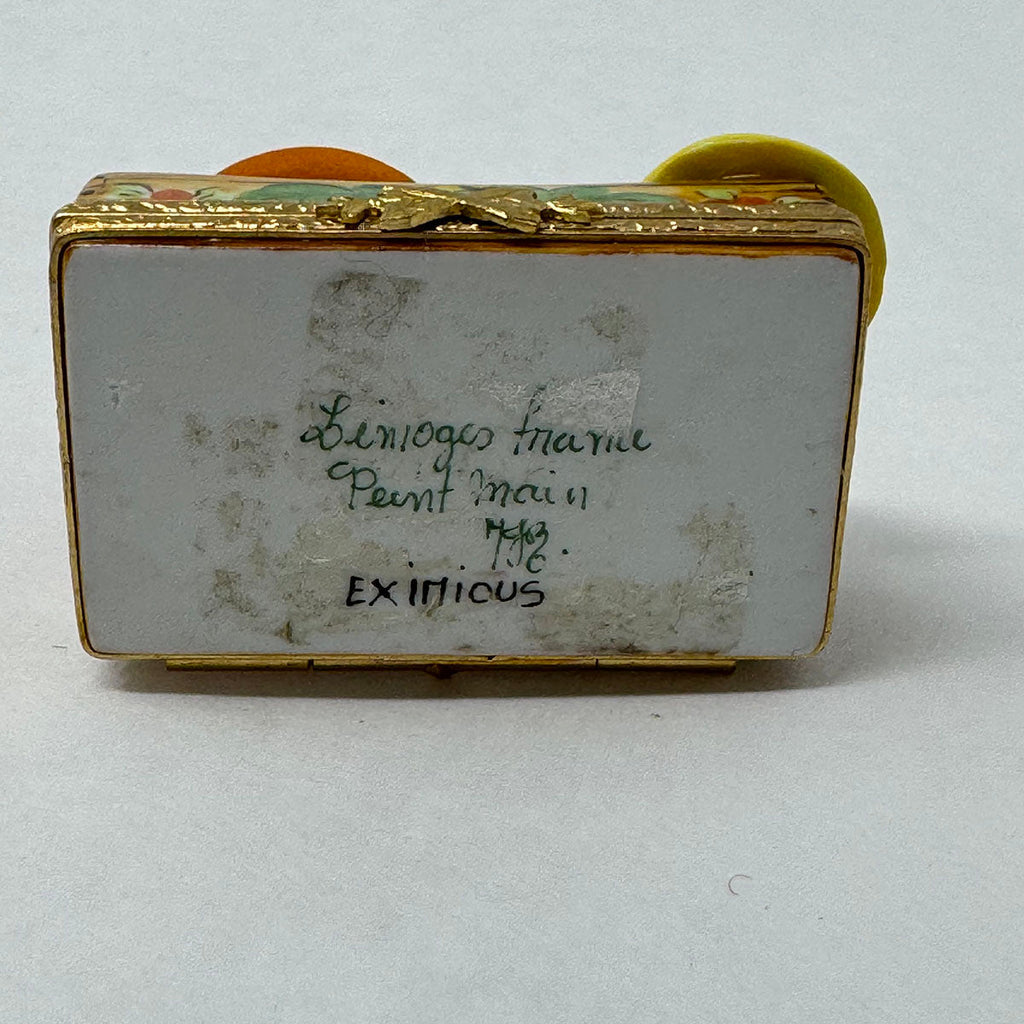 Limoges france
Peint main
EXIMIOUS